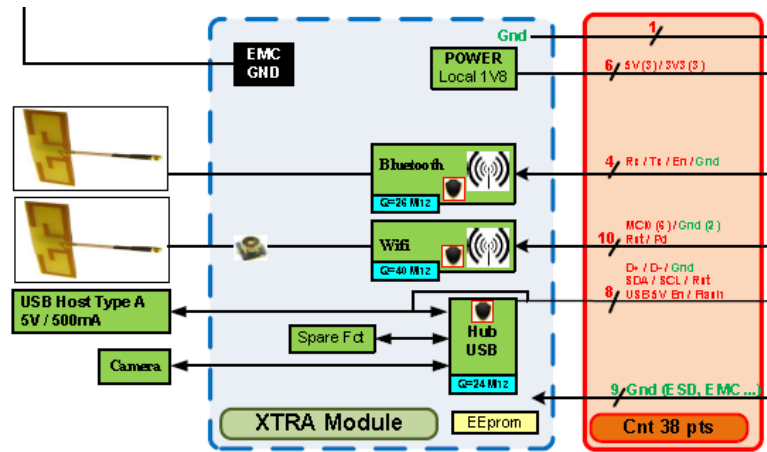 Gnd
1
EMC
GND
POWER
Local 1V8
6
5V (3) / 3V3 (3)
Bluetooth
Q=26 MHz
4
Rx / Tx / En / Gnd
Wifi
Q=40 MHz
10
MCI0 (6) / Gnd (2)
Rst / Pd
D+ / D- / Gnd
SDA / SCL / Rst
8
USB 5V En / Flash
USB Host Type A
5V / 500mA
Hub
USB
Spare Fct
Camera
Q=24 MHz
9
Gnd (ESD, EMC ...)
XTRA Module
EEprom
Cnt 38 pts